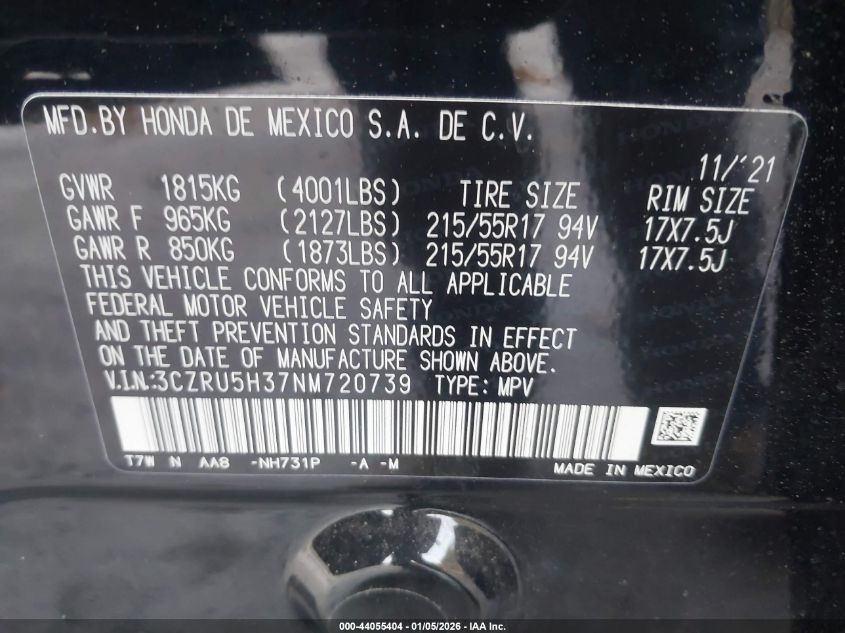 MFD.BY HONDA DE MEXICO S.A. DE C.V.
11/'21
GVWR 1815KG (4001LBS) TIRE SIZE RIM SIZE
GAWR F 965KG (2127LBS) 215/55R17 94V 17X7.5J
GAWR R 850KG (1873LBS) 215/55R17 94V 17X7.5J
THIS VEHICLE CONFORMS TO ALL APPLICABLE
FEDERAL MOTOR VEHICLE SAFETY
AND THEFT PREVENTION STANDARDS IN EFFECT
ON THE DATE OF MANUFACTURE SHOWN ABOVE.
V.I.N.:3CZRU5H37NM720739 TYPE: MPV
T7W N AA8 -NH731P -A -M
MADE IN MEXICO
000-44055404 - 01/05/2026 - IAA Inc.